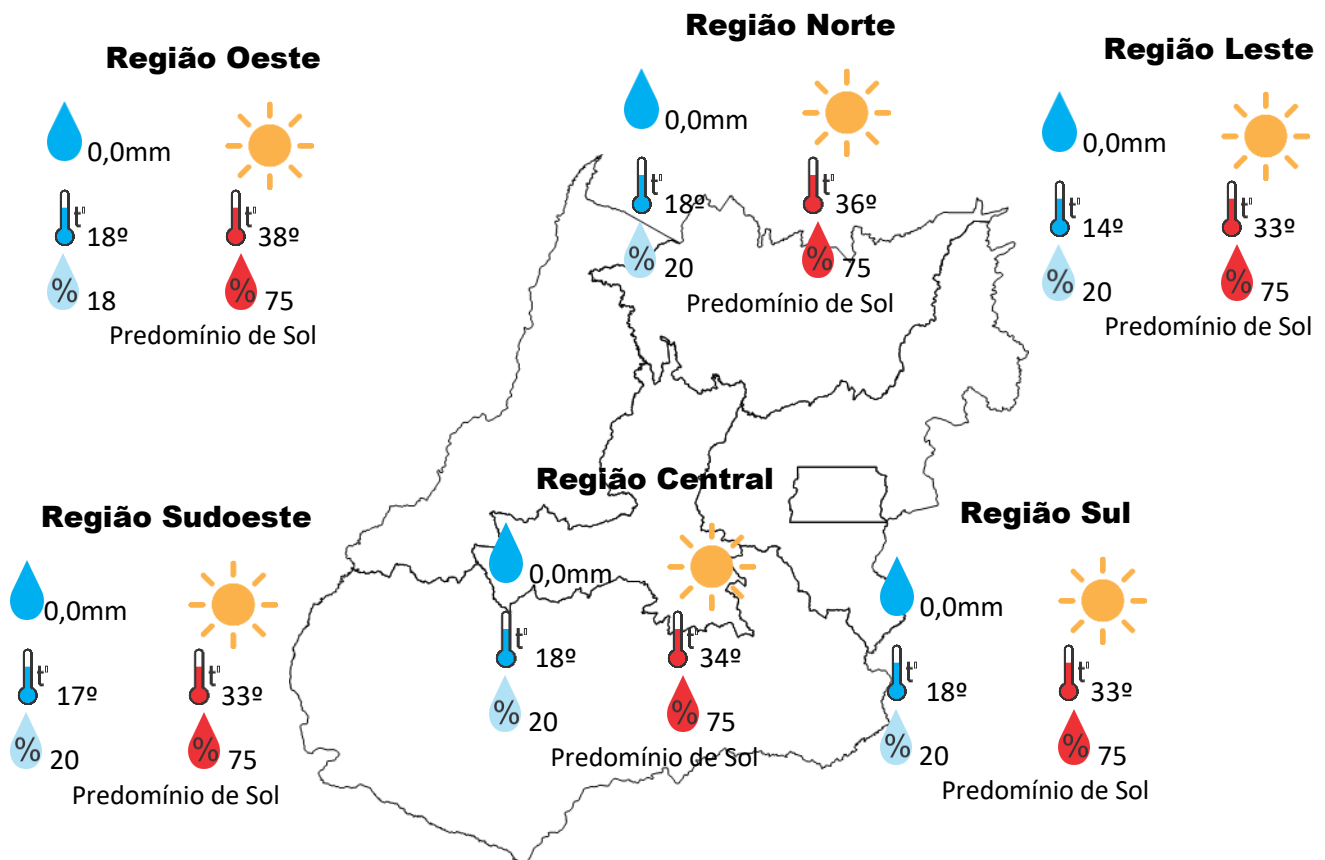 Região Oeste
0,0mm
t°
18º
t°
38º
%
18
%
75
Predomínio de Sol
Região Norte
0,0mm
t°
18º
t°
36º
%
20
%
75
Predomínio de Sol
Região Leste
0,0mm
t°
14º
t°
33º
%
20
%
75
Predomínio de Sol
Região Sudoeste
0,0mm
t°
17º
t°
33º
%
20
%
75
Predomínio de Sol
Região Central
0,0mm
t°
18º
t°
34º
%
20
%
75
Predomínio de Sol
Região Sul
0,0mm
t°
18º
t°
33º
%
20
%
75
Predomínio de Sol